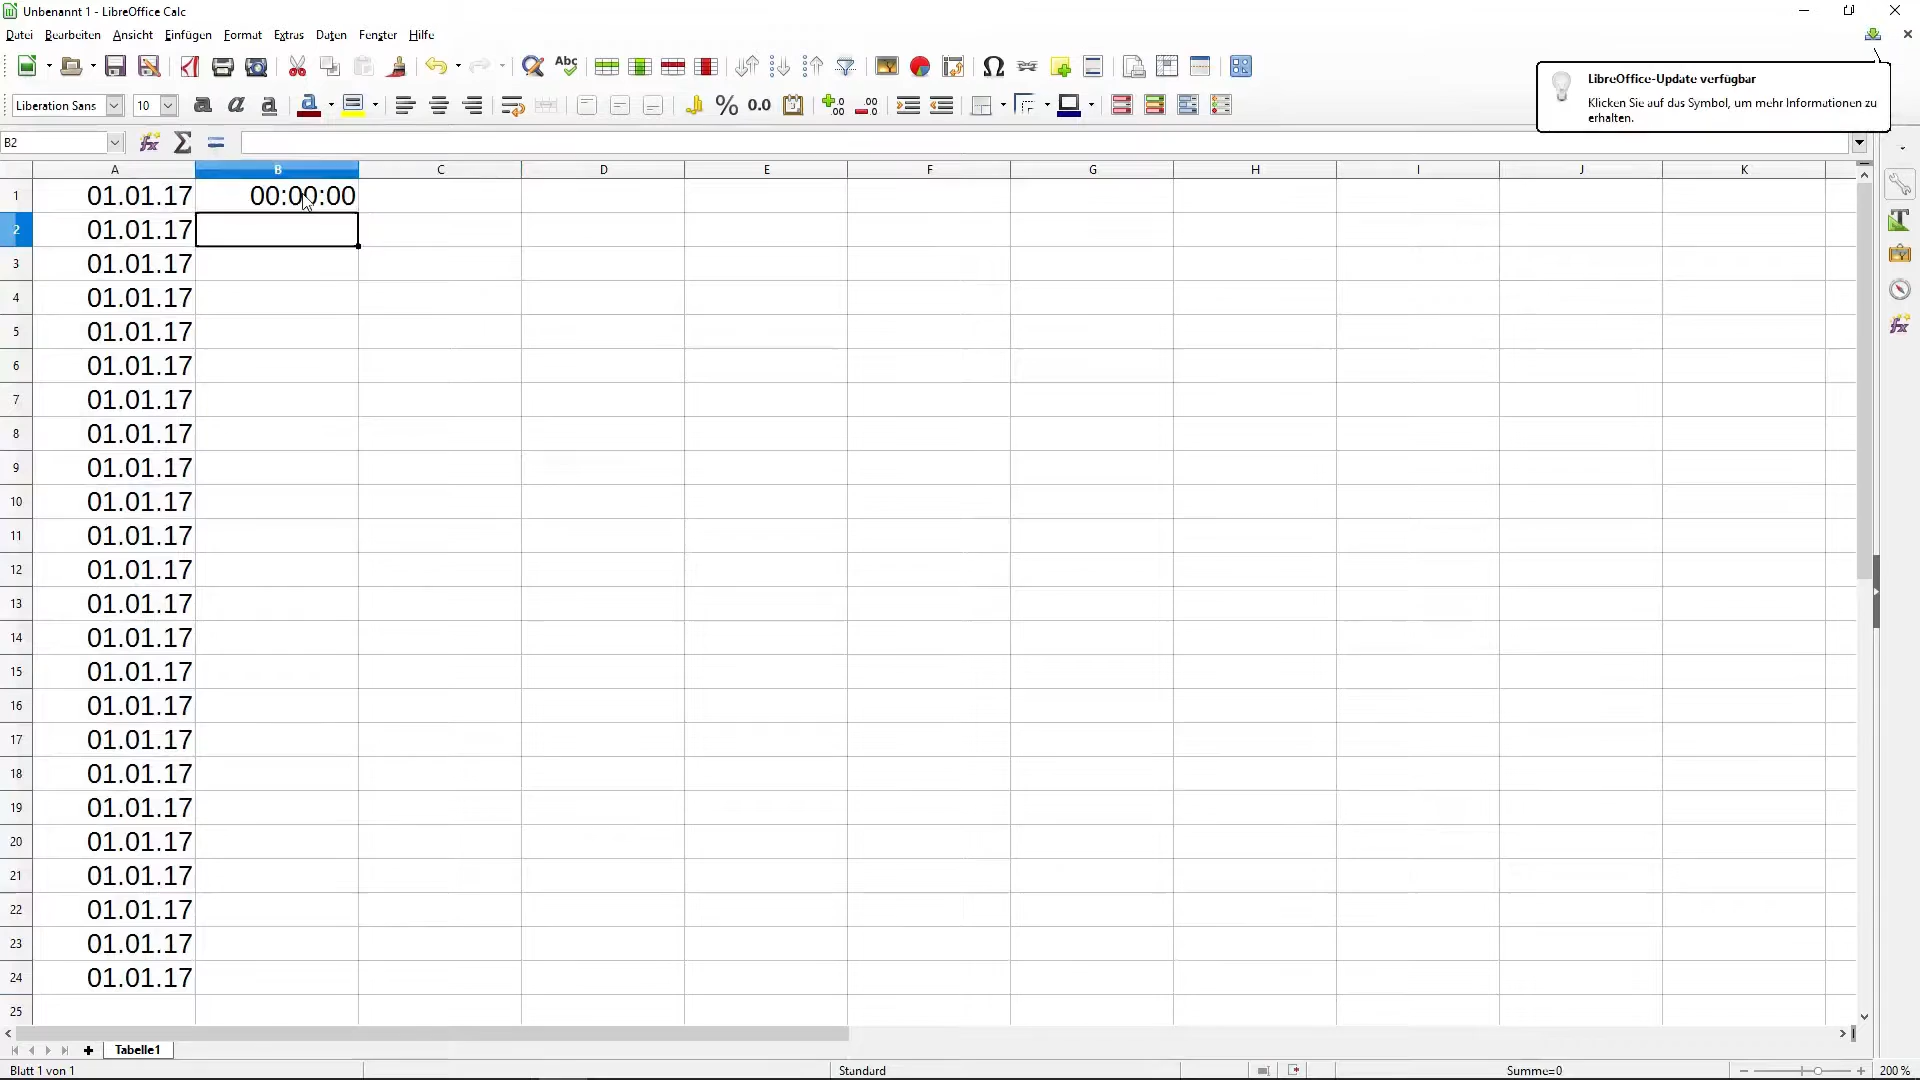 Unbenannt 1 - LibreOffice Calc
Datei Bearbeiten Ansicht Einfügen Format Extras Daten Fenster Hilfe
LibreOffice-Update verfügbar
Klicken Sie auf das Symbol, um mehr Informationen zu
erhalten.
Liberation Sans 10 a a a a % 0.0 .00 .00
B2
A B C D E F G H I J K
1 01.01.17 00:00:00
2 01.01.17
3 01.01.17
4 01.01.17
5 01.01.17
6 01.01.17
7 01.01.17
8 01.01.17
9 01.01.17
10 01.01.17
11 01.01.17
12 01.01.17
13 01.01.17
14 01.01.17
15 01.01.17
16 01.01.17
17 01.01.17
18 01.01.17
19 01.01.17
20 01.01.17
21 01.01.17
22 01.01.17
23 01.01.17
24 01.01.17
25
Tabelle1
Blatt 1 von 1 Standard Summe=0 200 %